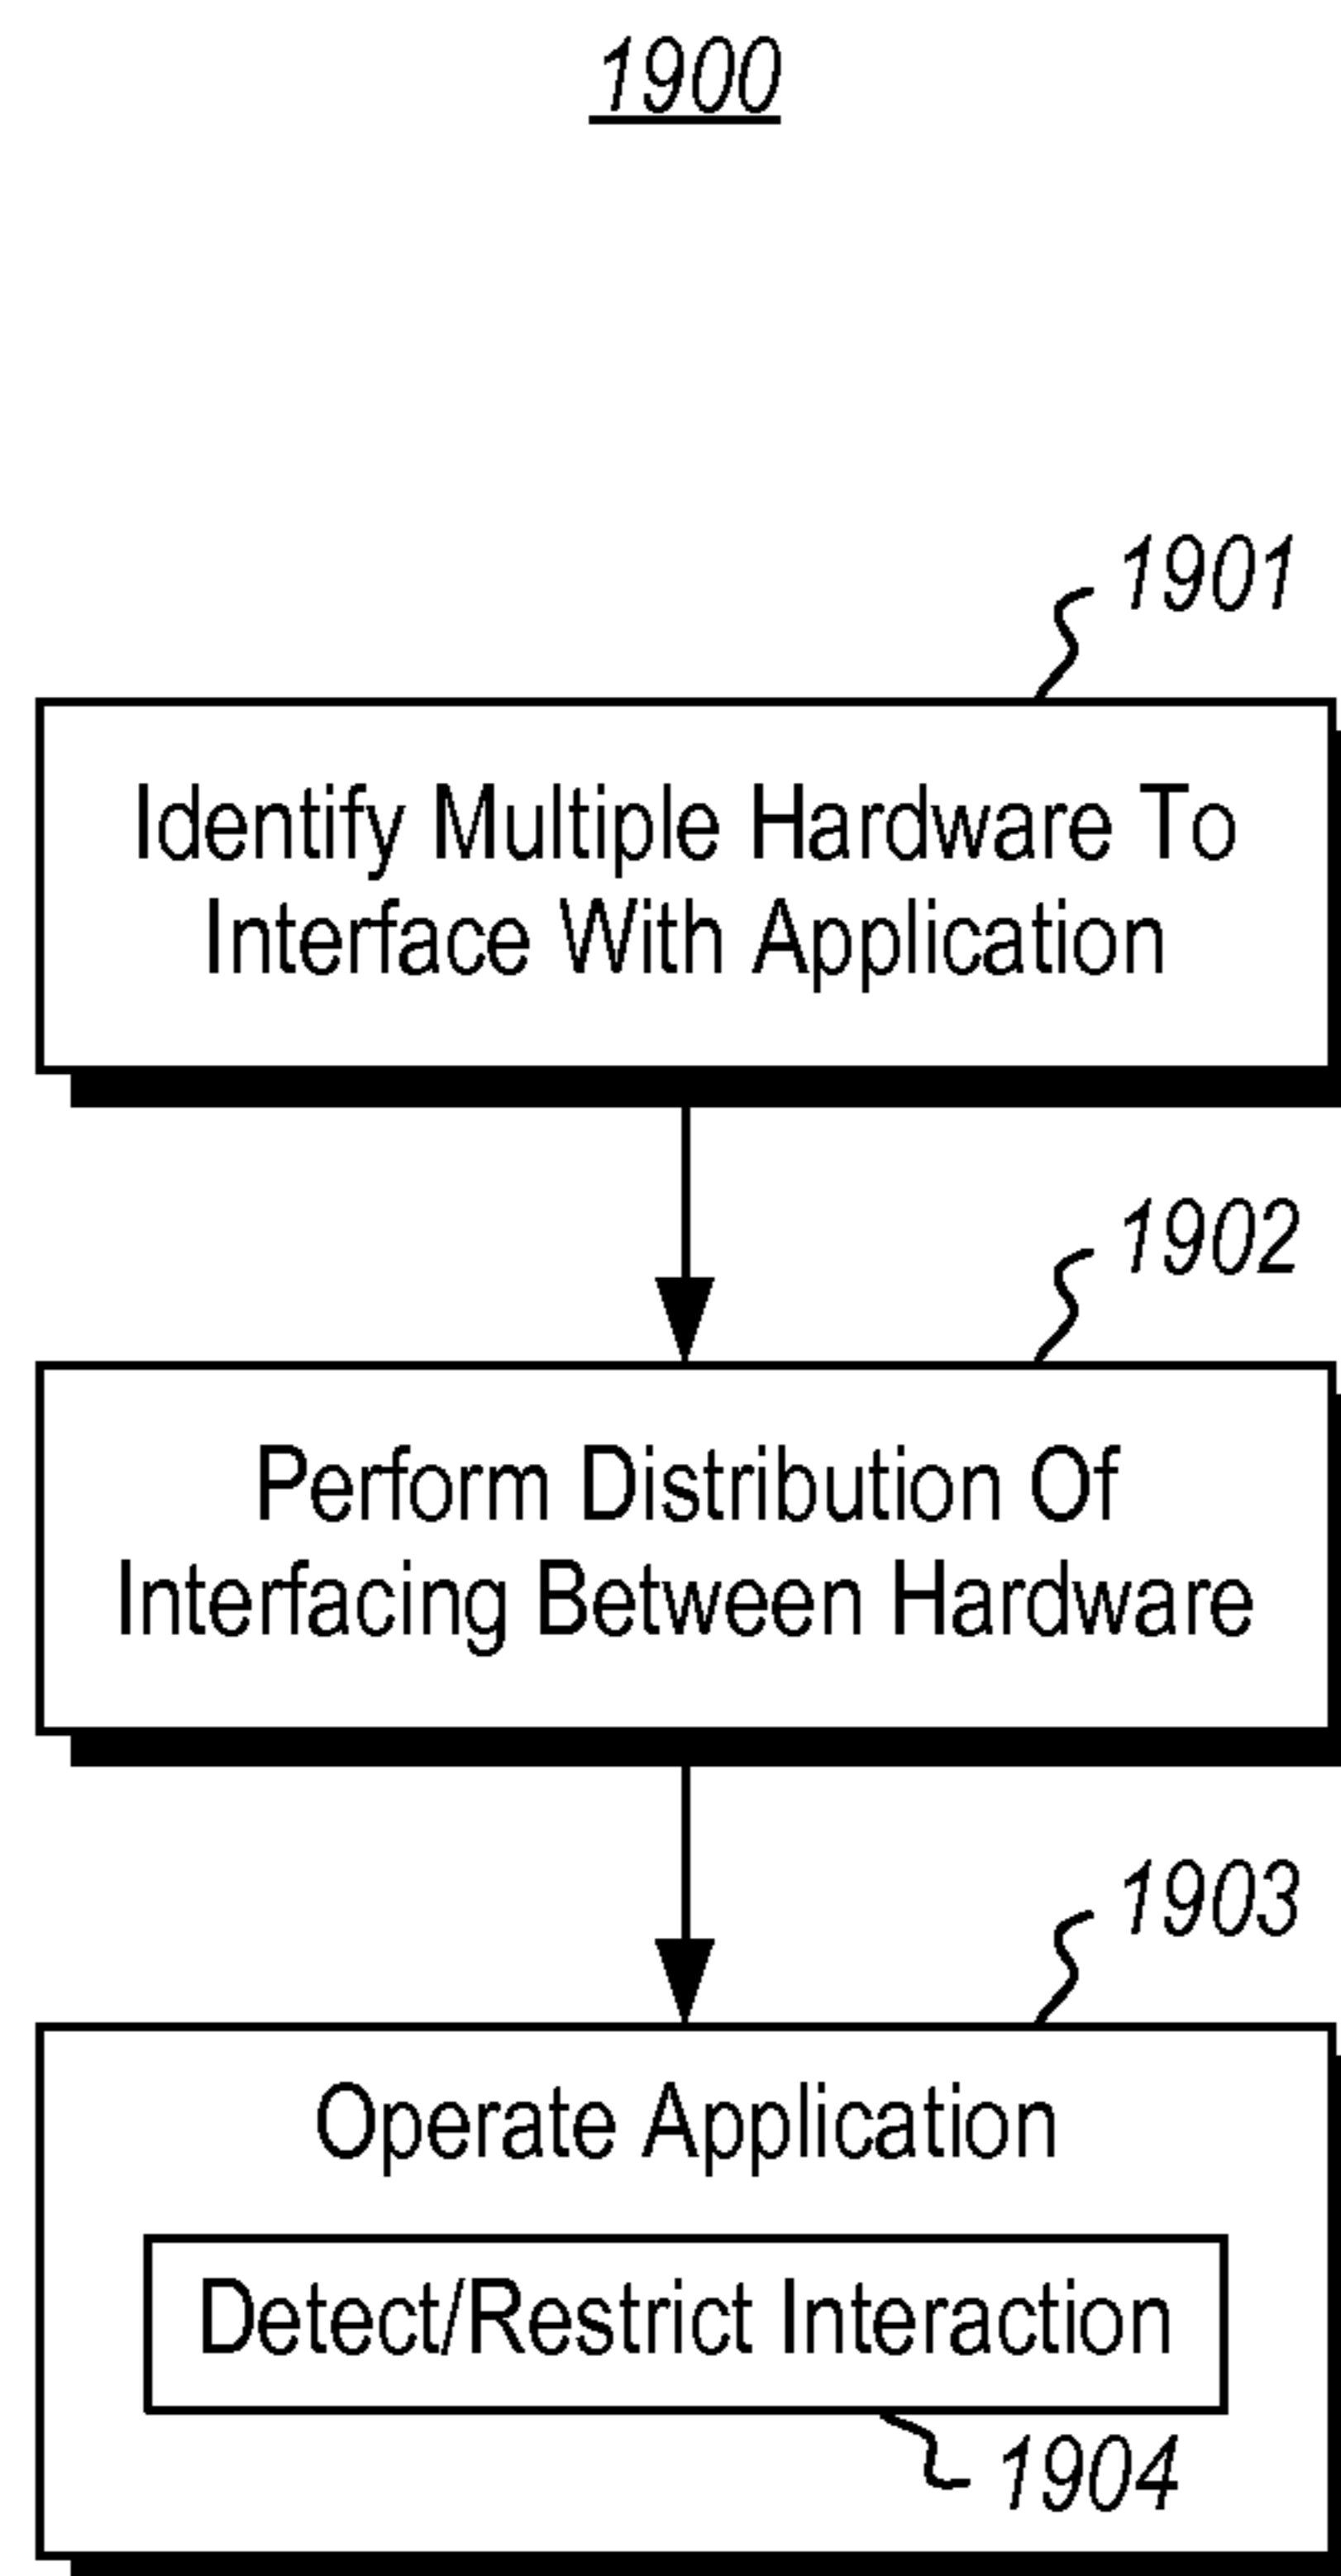 1900
1901
Identify Multiple Hardware To
Interface With Application
1902
Perform Distribution Of
Interfacing Between Hardware
1903
Operate Application
Detect/Restrict Interaction
1904